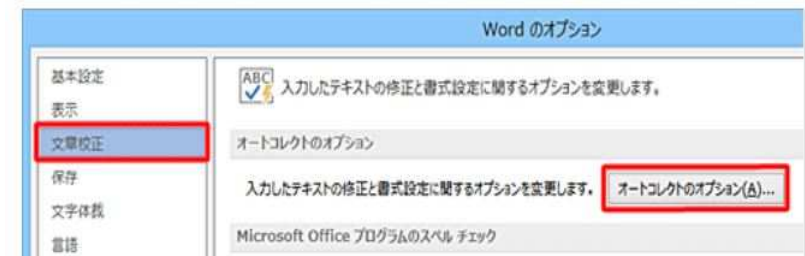 Word のオプション
基本設定
表示
文章校正
保存
文字体裁
言語
ABC
入力したテキストの修正と書式設定に関するオプションを変更します。
オートコレクトのオプション
入力したテキストの修正と書式設定に関するオプションを変更します。 オートコレクトのオプション(A)...
Microsoft Office プログラムのスペル チェック